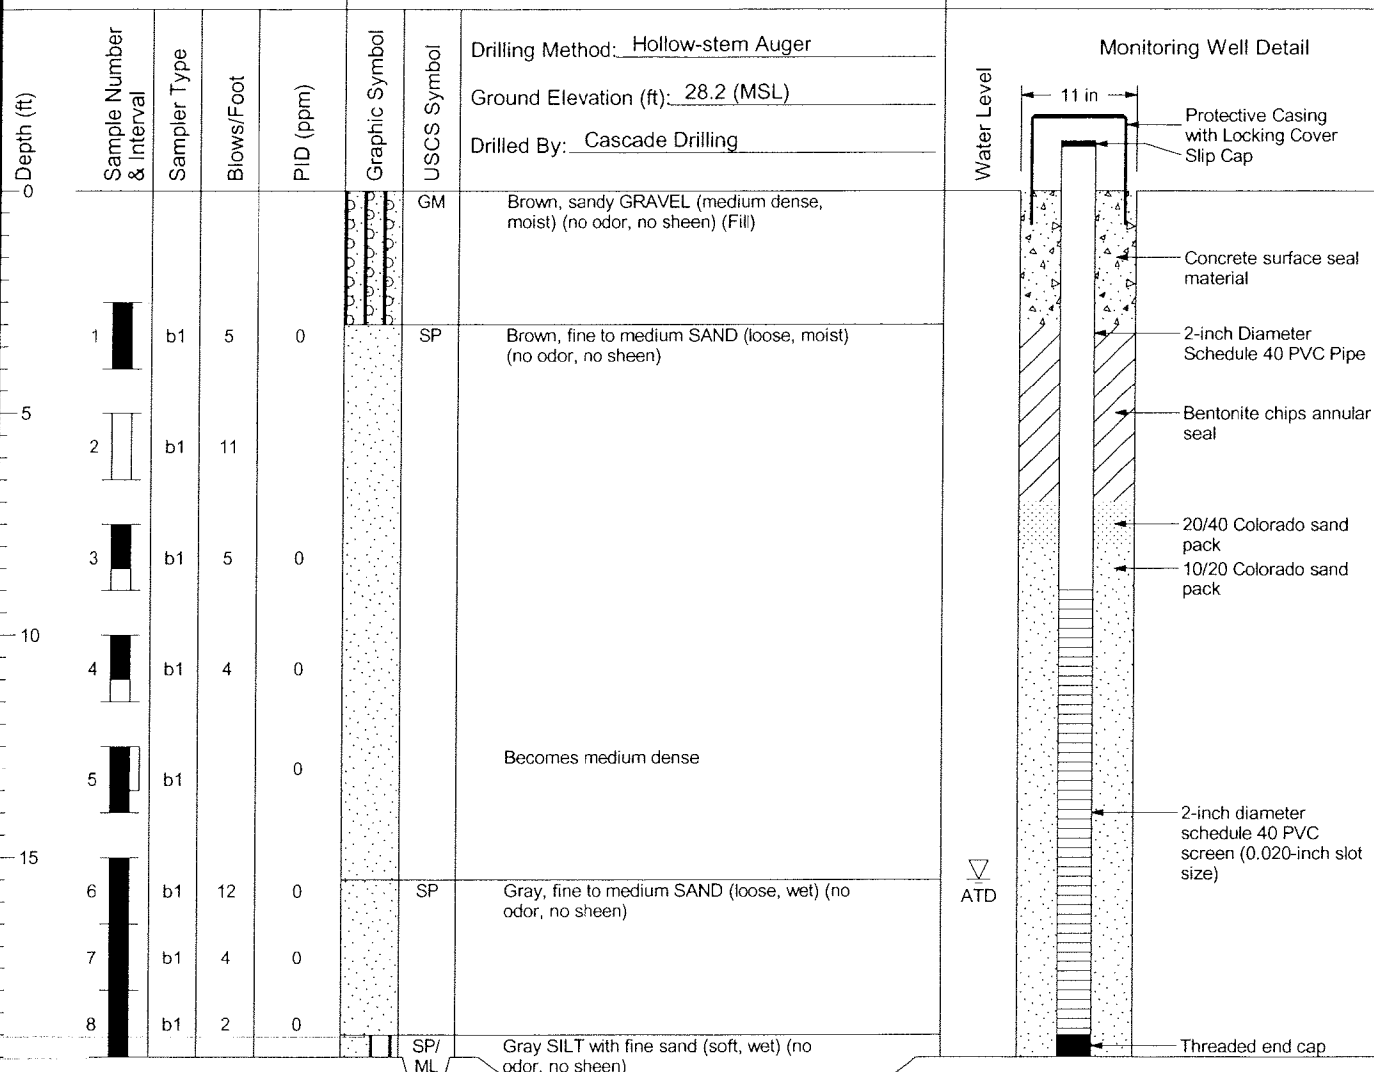 Depth (ft)
Sample Number
& Interval
Sampler Type
Blows/Foot
PID (ppm)
Graphic Symbol
USCS Symbol
Drilling Method: Hollow-stem Auger
Ground Elevation (ft): 28.2 (MSL)
Drilled By: Cascade Drilling
Water Level
Monitoring Well Detail
11 in
Protective Casing
with Locking Cover
Slip Cap
0
GM
Brown, sandy GRAVEL (medium dense,
moist) (no odor, no sheen) (Fill)
Concrete surface seal
material
1 b1 5 0
SP
Brown, fine to medium SAND (loose, moist)
(no odor, no sheen)
2-inch Diameter
Schedule 40 PVC Pipe
5
2 b1 11
Bentonite chips annular
seal
20/40 Colorado sand
pack
3 b1 5 0
10/20 Colorado sand
pack
10
4 b1 4 0
5 b1 0
Becomes medium dense
2-inch diameter
schedule 40 PVC
screen (0.020-inch slot
size)
15
6 b1 12 0
SP
Gray, fine to medium SAND (loose, wet) (no
odor, no sheen)
ATD
7 b1 4 0
8 b1 2 0
SP/
ML
Gray SILT with fine sand (soft, wet) (no
odor, no sheen)
Threaded end cap